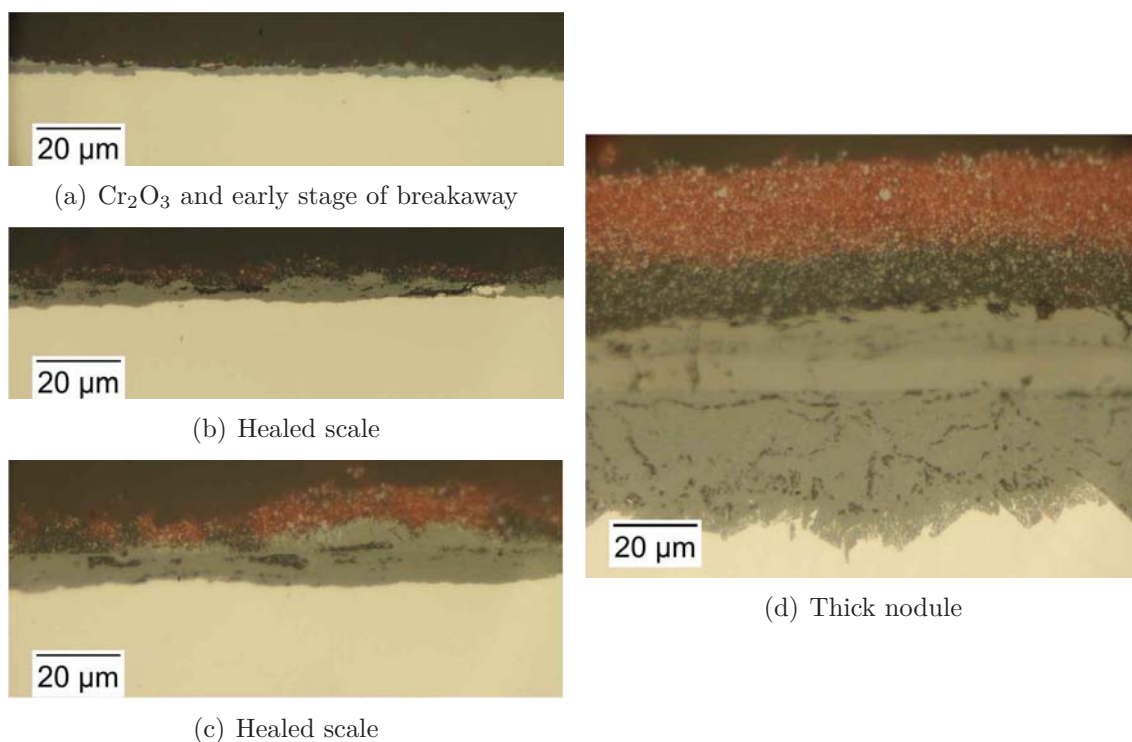 20 µm
(a) Cr₂O₃ and early stage of breakaway
20 µm
(b) Healed scale
20 µm
(c) Healed scale
20 µm
(d) Thick nodule